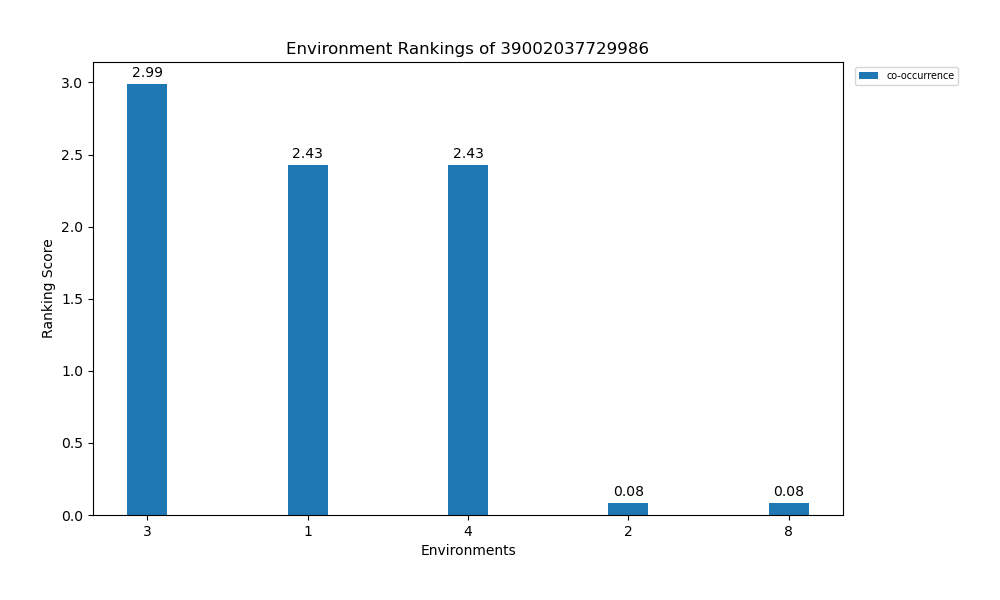 Environment Rankings of 39002037729986
co-occurrence
2.99
2.43
2.43
0.08
0.08
Ranking Score
3.0
2.5
2.0
1.5
1.0
0.5
0.0
3 1 4 2 8
Environments